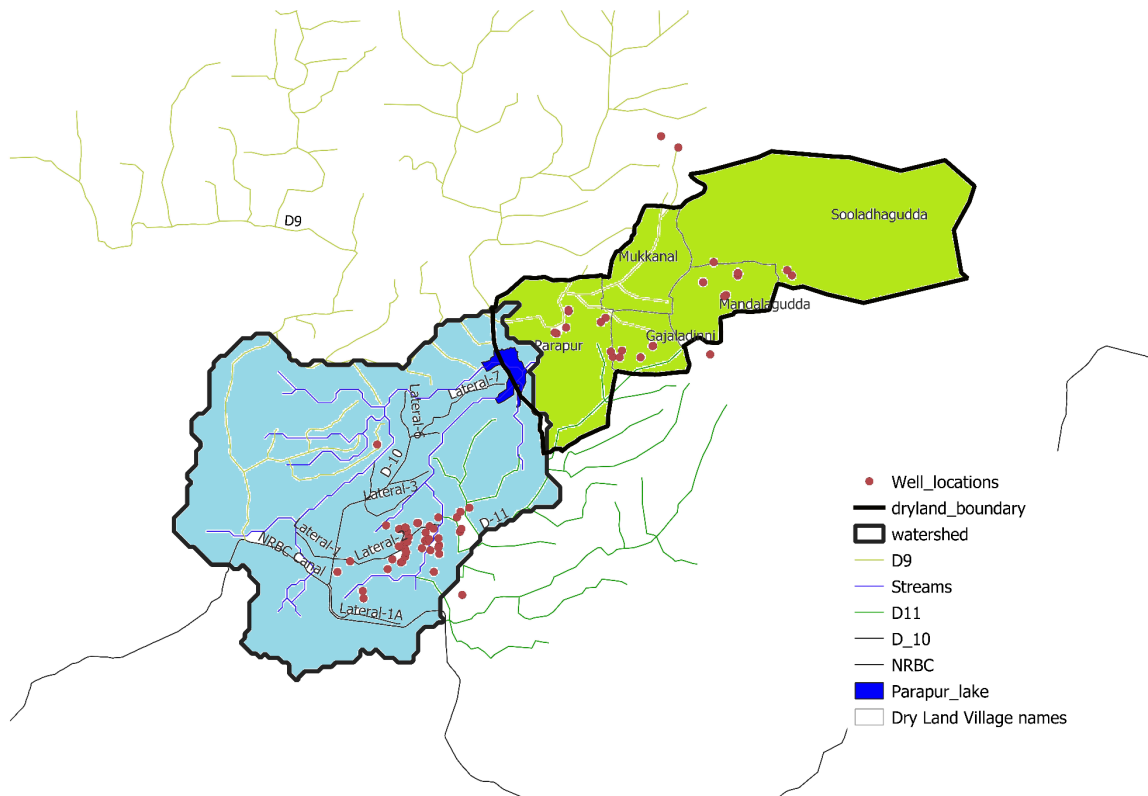 Sooladhagudda
D9
Mukkanal
Mandalagudda
Gajaladinni
Parapur
Lateral-7
Lateral-6
D-10
Lateral-3
D-11
Lateral-1
Lateral-2
NRBC Canal
Lateral-1A
Well_locations
dryland_boundary
watershed
D9
Streams
D11
D_10
NRBC
Parapur_lake
Dry Land Village names